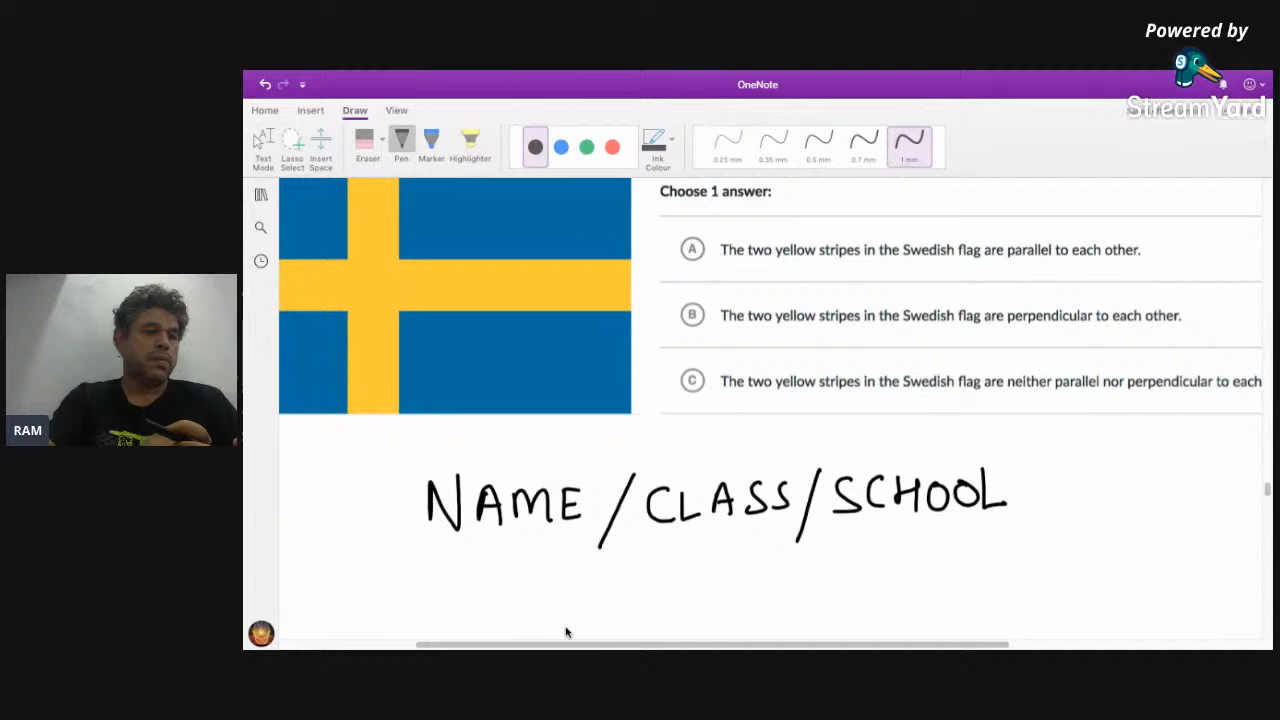 Powered by
StreamYard
OneNote
Home Insert Draw View
Text Mode
Lasso Select
Insert Space
Eraser
Pen
Marker
Highlighter
Ink Colour
0.25 mm
0.35 mm
0.5 mm
0.7 mm
1 mm
Choose 1 answer:
A The two yellow stripes in the Swedish flag are parallel to each other.
B The two yellow stripes in the Swedish flag are perpendicular to each other.
C The two yellow stripes in the Swedish flag are neither parallel nor perpendicular to each
RAM
NAME/CLASS/SCHOOL